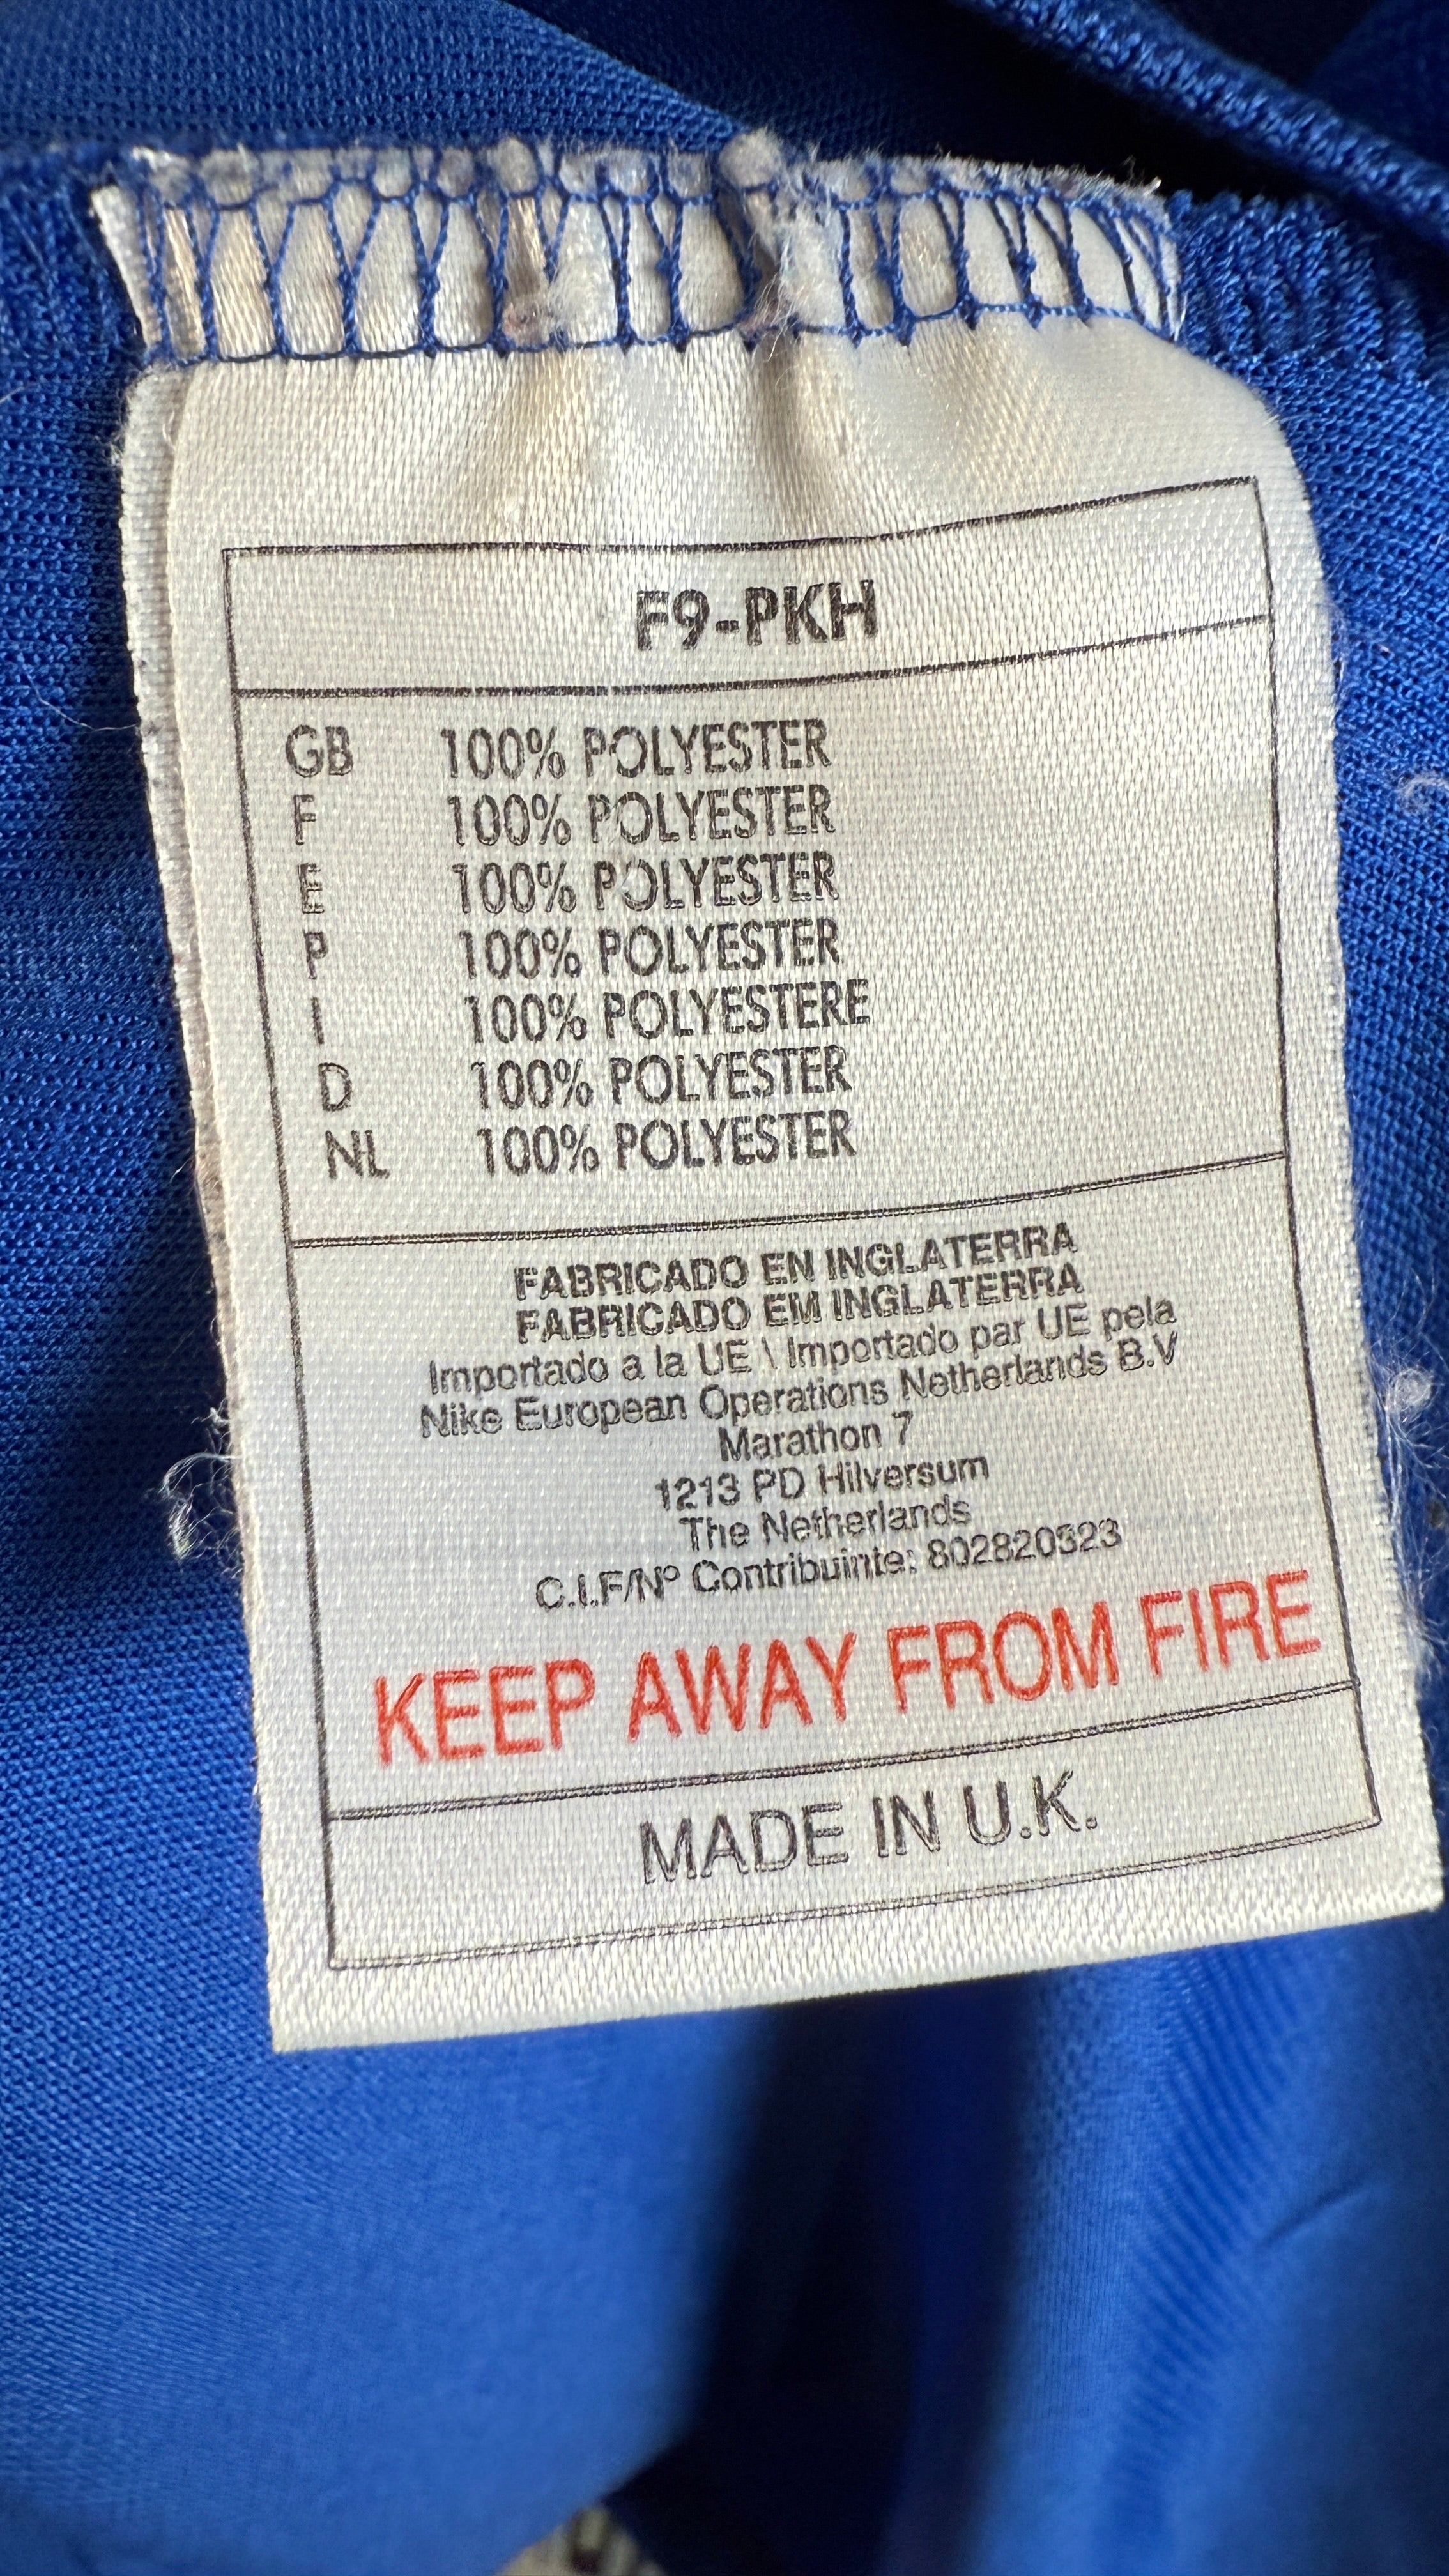 F9-PKH
GB 100% POLYESTER
F 100% POLYESTER
E 100% POLYESTER
P 100% POLYESTER
I 100% POLYESTERE
D 100% POLYESTER
NL 100% POLYESTER
FABRICADO EN INGLATERRA
FABRICADO EM INGLATERRA
Importado a la UE \ Importado par UE pela
Nike European Operations Netherlands B.V
Marathon 7
1213 PD Hilversum
The Netherlands
C.I.F/Nº Contribuinte: 802820323
KEEP AWAY FROM FIRE
MADE IN U.K.